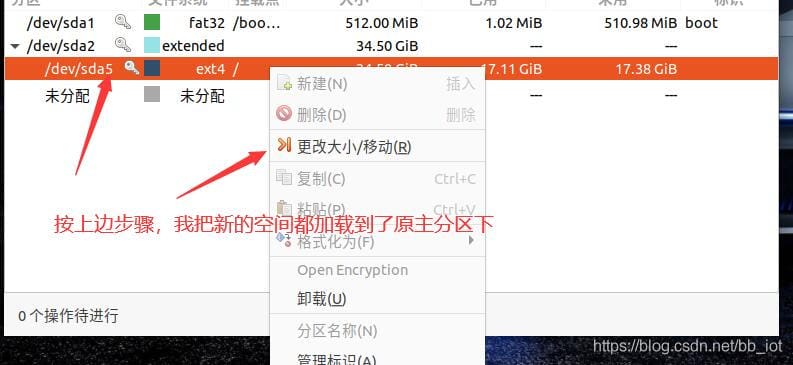 分区 文件系统 挂载点 大小 已用 未用 标识
/dev/sda1 fat32 /boo... 512.00 MiB 1.02 MiB 510.98 MiB boot
/dev/sda2 extended 34.50 GiB --- ---
/dev/sda5 ext4 / 34.50 GiB 17.11 GiB 17.38 GiB
未分配 未分配 --- ---
新建(N) 插入
删除(D) 删除
更改大小/移动(R)
复制(C) Ctrl+C
粘贴(P) Ctrl+V
按上边步骤，我把新的空间都加载到了原主分区下
格式化为(F)
Open Encryption
卸载(U)
0 个操作待进行
分区名称(N)
https://blog.csdn.net/bb_iot
管理标识(A)